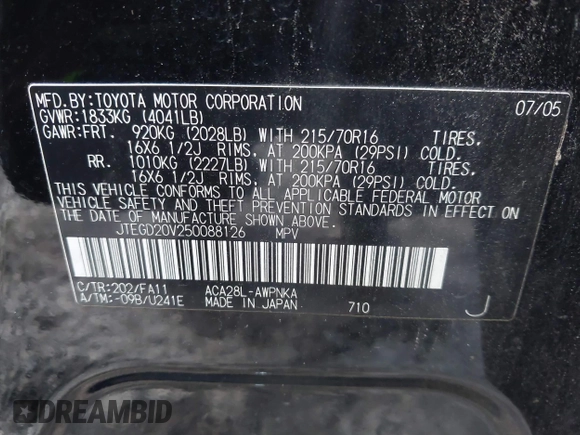 MFD.BY:TOYOTA MOTOR CORPORATION 07/05
GVWR:1833KG (4041LB)
GAWR:FRT. 920KG (2028LB) WITH 215/70R16 TIRES,
16X6 1/2J RIMS, AT 200KPA (29PSI) COLD.
RR. 1010KG (2227LB) WITH 215/70R16 TIRES,
16X6 1/2J RIMS, AT 200KPA (29PSI) COLD.
THIS VEHICLE CONFORMS TO ALL APPLICABLE FEDERAL MOTOR
VEHICLE SAFETY AND THEFT PREVENTION STANDARDS IN EFFECT ON
THE DATE OF MANUFACTURE SHOWN ABOVE.
JTEGD20V250088126 MPV
C/TR:202/FA11 ACA28L-AWPNKA
A/TM:-09B/U241E MADE IN JAPAN 710 J
DREAMBID